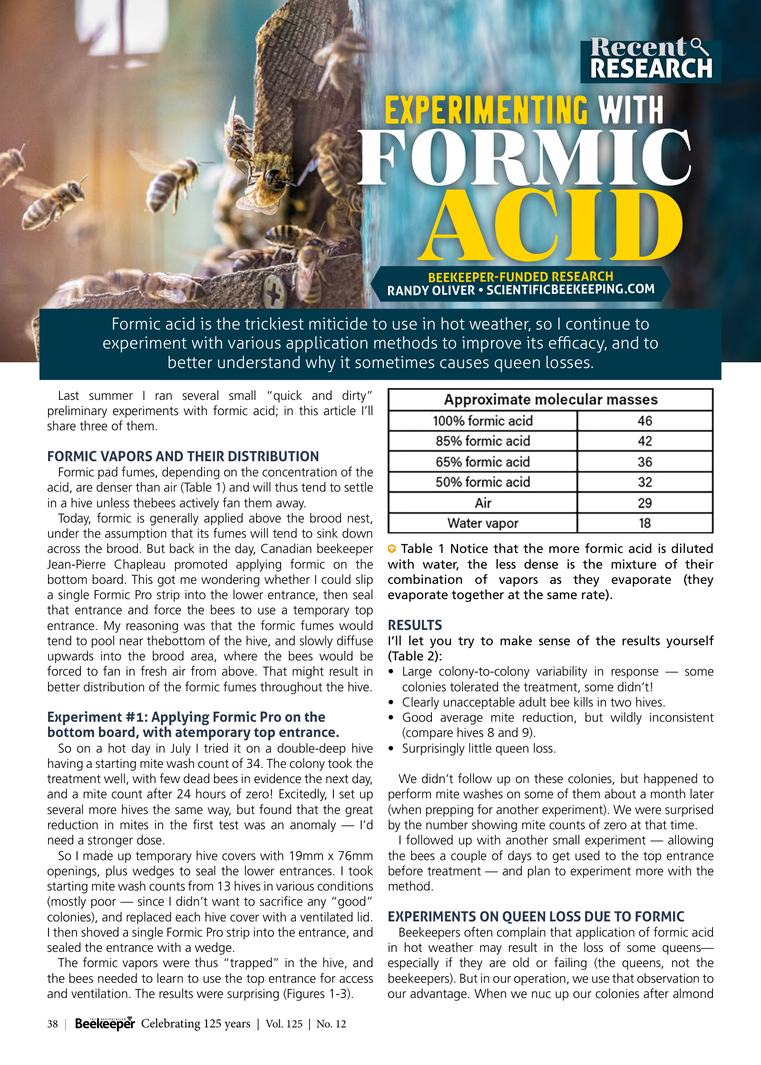 Recent
RESEARCH
EXPERIMENTING WITH
FORMIC
ACID
BEEKEEPER-FUNDED RESEARCH
RANDY OLIVER • SCIENTIFICBEEKEEPING.COM
Formic acid is the trickiest miticide to use in hot weather, so I continue to
experiment with various application methods to improve its efficacy, and to
better understand why it sometimes causes queen losses.
Last summer I ran several small “quick and dirty”
preliminary experiments with formic acid; in this article I’ll
share three of them.
FORMIC VAPORS AND THEIR DISTRIBUTION
Formic pad fumes, depending on the concentration of the
acid, are denser than air (Table 1) and will thus tend to settle
in a hive unless thebees actively fan them away.
Today, formic is generally applied above the brood nest,
under the assumption that its fumes will tend to sink down
across the brood. But back in the day, Canadian beekeeper
Jean-Pierre Chapleau promoted applying formic on the
bottom board. This got me wondering whether I could slip
a single Formic Pro strip into the lower entrance, then seal
that entrance and force the bees to use a temporary top
entrance. My reasoning was that the formic fumes would
tend to pool near thebottom of the hive, and slowly diffuse
upwards into the brood area, where the bees would be
forced to fan in fresh air from above. That might result in
better distribution of the formic fumes throughout the hive.
Experiment #1: Applying Formic Pro on the
bottom board, with atemporary top entrance.
So on a hot day in July I tried it on a double-deep hive
having a starting mite wash count of 34. The colony took the
treatment well, with few dead bees in evidence the next day,
and a mite count after 24 hours of zero! Excitedly, I set up
several more hives the same way, but found that the great
reduction in mites in the first test was an anomaly — I’d
need a stronger dose.
So I made up temporary hive covers with 19mm x 76mm
openings, plus wedges to seal the lower entrances. I took
starting mite wash counts from 13 hives in various conditions
(mostly poor — since I didn’t want to sacrifice any “good”
colonies), and replaced each hive cover with a ventilated lid.
I then shoved a single Formic Pro strip into the entrance, and
sealed the entrance with a wedge.
The formic vapors were thus “trapped” in the hive, and
the bees needed to learn to use the top entrance for access
and ventilation. The results were surprising (Figures 1-3).
Approximate molecular masses
100% formic acid 46
85% formic acid 42
65% formic acid 36
50% formic acid 32
Air 29
Water vapor 18
Table 1 Notice that the more formic acid is diluted
with water, the less dense is the mixture of their
combination of vapors as they evaporate (they
evaporate together at the same rate).
RESULTS
I’ll let you try to make sense of the results yourself
(Table 2):
• Large colony-to-colony variability in response — some
colonies tolerated the treatment, some didn’t!
• Clearly unacceptable adult bee kills in two hives.
• Good average mite reduction, but wildly inconsistent
(compare hives 8 and 9).
• Surprisingly little queen loss.
We didn’t follow up on these colonies, but happened to
perform mite washes on some of them about a month later
(when prepping for another experiment). We were surprised
by the number showing mite counts of zero at that time.
I followed up with another small experiment — allowing
the bees a couple of days to get used to the top entrance
before treatment — and plan to experiment more with the
method.
EXPERIMENTS ON QUEEN LOSS DUE TO FORMIC
Beekeepers often complain that application of formic acid
in hot weather may result in the loss of some queens—
especially if they are old or failing (the queens, not the
beekeepers). But in our operation, we use that observation to
our advantage. When we nuc up our colonies after almond
38 | Beekeeper Celebrating 125 years | Vol. 125 | No. 12